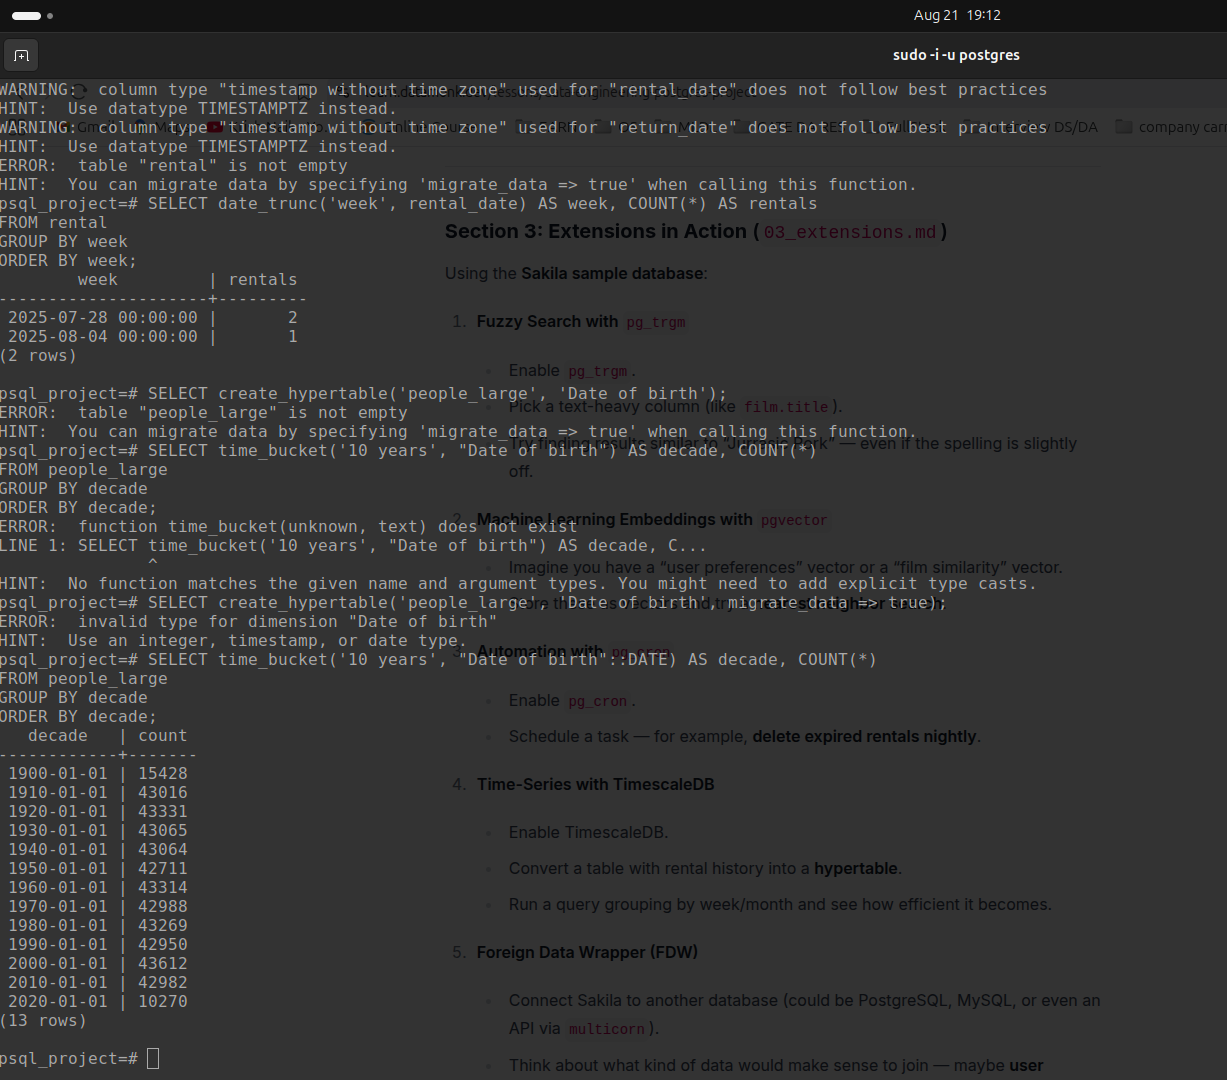 Aug 21 19:12
sudo -i -u postgres
WARNING:  column type "timestamp without time zone" used for "rental_date" does not follow best practices
HINT:  Use datatype TIMESTAMPTZ instead.
WARNING:  column type "timestamp without time zone" used for "return_date" does not follow best practices
DS/DA
company car
HINT:  Use datatype TIMESTAMPTZ instead.
ERROR:  table "rental" is not empty
HINT:  You can migrate data by specifying 'migrate_data => true' when calling this function.
psql_project=# SELECT date_trunc('week', rental_date) AS week, COUNT(*) AS rentals
FROM rental
GROUP BY week
ORDER BY week;
        week         | rentals
---------------------+---------
 2025-07-28 00:00:00 |       2
 2025-08-04 00:00:00 |       1
(2 rows)
psql_project=# SELECT create_hypertable('people_large', 'Date of birth');
ERROR:  table "people_large" is not empty
HINT:  You can migrate data by specifying 'migrate_data => true' when calling this function.
psql_project=# SELECT time_bucket('10 years', "Date of birth") AS decade, COUNT(*)
FROM people_large
GROUP BY decade
ORDER BY decade;
ERROR:  function time_bucket(unknown, text) does not exist
LINE 1: SELECT time_bucket('10 years', "Date of birth") AS decade, C...
               ^
HINT:  No function matches the given name and argument types. You might need to add explicit type casts.
psql_project=# SELECT create_hypertable('people_large', 'Date of birth', migrate_data => true);
ERROR:  invalid type for dimension "Date of birth"
HINT:  Use an integer, timestamp, or date type.
psql_project=# SELECT time_bucket('10 years', "Date of birth"::DATE) AS decade, COUNT(*)
FROM people_large
GROUP BY decade
ORDER BY decade;
   decade   | count
------------+-------
 1900-01-01 | 15428
 1910-01-01 | 43016
 1920-01-01 | 43331
 1930-01-01 | 43065
 1940-01-01 | 43064
 1950-01-01 | 42711
 1960-01-01 | 43314
 1970-01-01 | 42988
 1980-01-01 | 43269
 1990-01-01 | 42950
 2000-01-01 | 43612
 2010-01-01 | 42982
 2020-01-01 | 10270
(13 rows)
psql_project=#
Section 3: Extensions in Action (03_extensions.md)
Using the Sakila sample database:
1. Fuzzy Search with pg_trgm
Enable pg_trgm.
Pick a text-heavy column (like film.title).
Try finding results similar to “Jurrasic Park” — even if the spelling is slightly
off.
2. Machine Learning Embeddings with pgvector
Imagine you have a “user preferences” vector or a “film similarity” vector.
3. Automation with pg_cron
Enable pg_cron.
Schedule a task — for example, delete expired rentals nightly.
4. Time-Series with TimescaleDB
Enable TimescaleDB.
Convert a table with rental history into a hypertable.
Run a query grouping by week/month and see how efficient it becomes.
5. Foreign Data Wrapper (FDW)
Connect Sakila to another database (could be PostgreSQL, MySQL, or even an
API via multicorn).
Think about what kind of data would make sense to join — maybe user